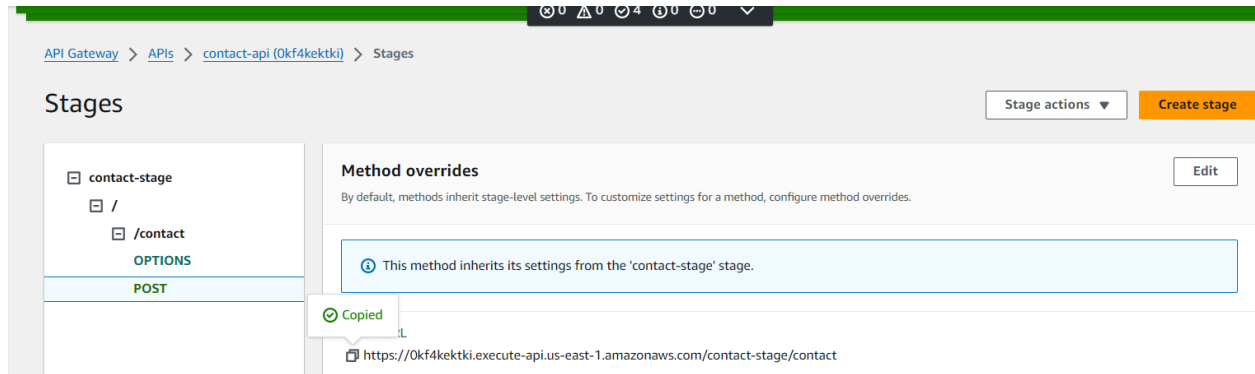 0 0 4 0 0
API Gateway > APIs > contact-api (0kf4kektki) > Stages
Stages
Stage actions
Create stage
contact-stage
/
/contact
OPTIONS
POST
Method overrides
Edit
By default, methods inherit stage-level settings. To customize settings for a method, configure method overrides.
This method inherits its settings from the 'contact-stage' stage.
Copied
https://0kf4kektki.execute-api.us-east-1.amazonaws.com/contact-stage/contact